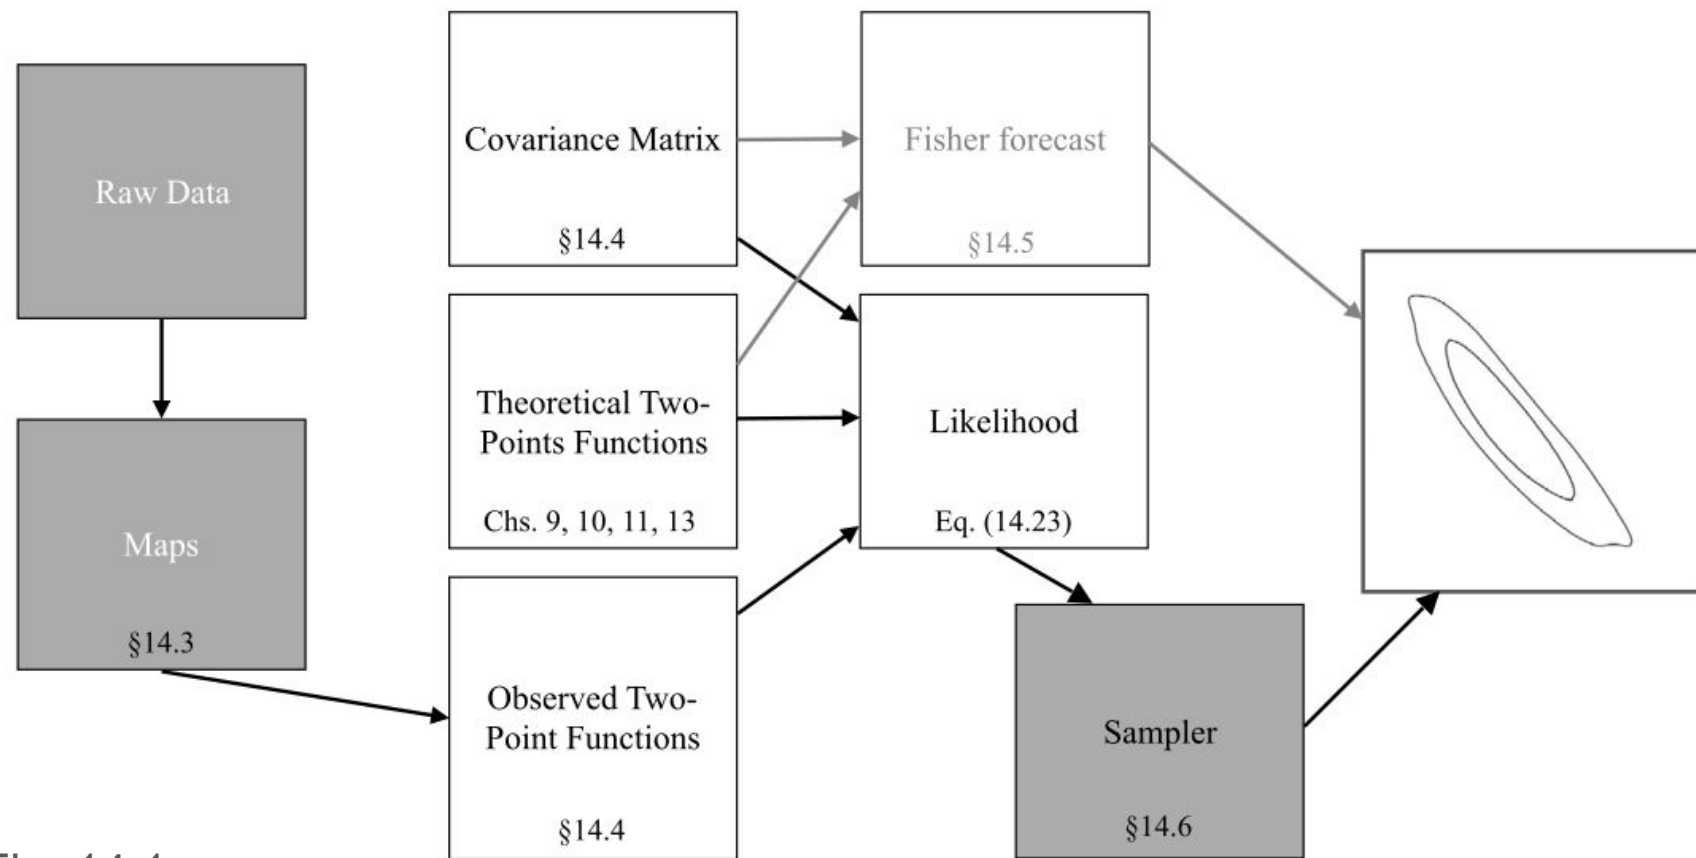 Raw Data
Maps
§14.3
Covariance Matrix
§14.4
Theoretical Two-
Points Functions
Chs. 9, 10, 11, 13
Observed Two-
Point Functions
§14.4
Fisher forecast
§14.5
Likelihood
Eq. (14.23)
Sampler
§14.6